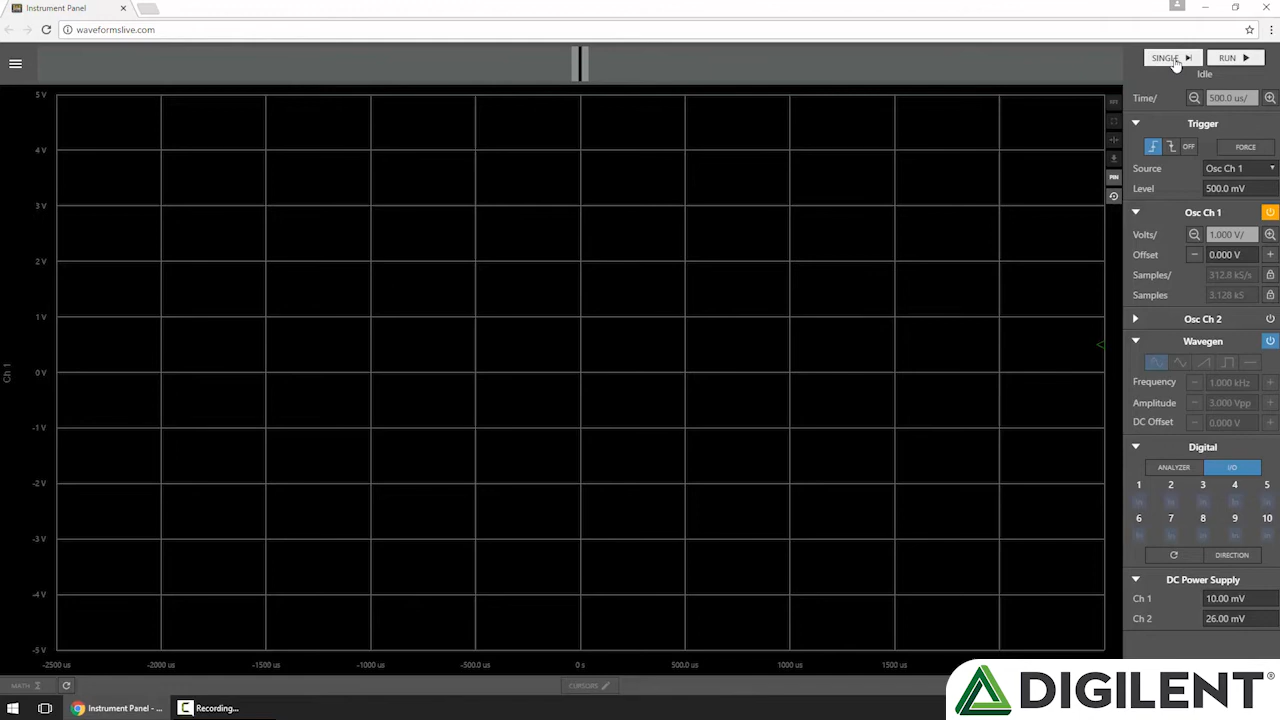 Instrument Panel
waveformslive.com
SINGLE RUN
Idle
Time/ 500.0 us/
Trigger
OFF FORCE
Source Osc Ch 1
Level 500.0 mV
Osc Ch 1
Volts/ 1.000 V/
Offset 0.000 V
Samples/ 312.8 kS/s
Samples 3.128 kS
Osc Ch 2
Wavegen
Frequency 1.000 kHz
Amplitude 3.000 Vpp
DC Offset 0.000 V
Digital
ANALYZER I/O
1 2 3 4 5
6 7 8 9 10
DIRECTION
DC Power Supply
Ch 1 10.00 mV
Ch 2 26.00 mV
PIN
5 V
4 V
3 V
2 V
1 V
0 V
-1 V
-2 V
-3 V
-4 V
-5 V
Ch 1
-2500 us -2000 us -1500 us -1000 us -500.0 us 0 s 500.0 us 1000 us 1500 us
MATH CURSORS
DIGILENT®
Instrument Panel - ... Recording...